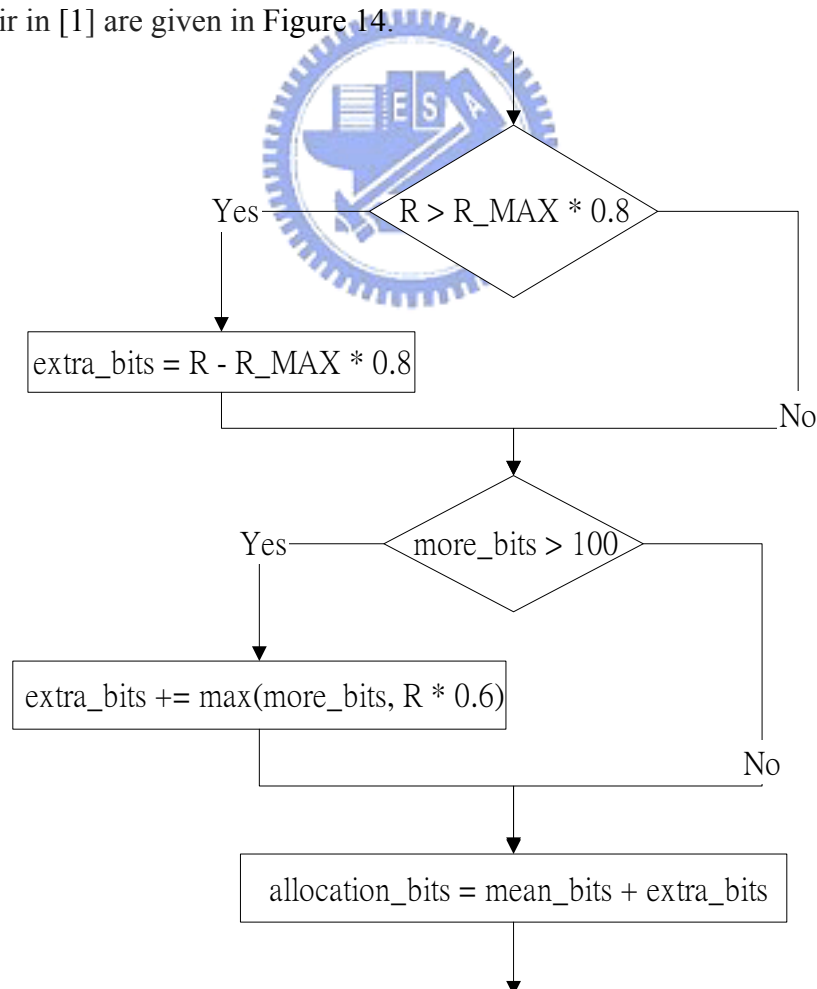 ir in [1] are given in Figure 14.
E S A
R > R_MAX * 0.8
Yes
extra_bits = R - R_MAX * 0.8
No
more_bits > 100
Yes
extra_bits += max(more_bits, R * 0.6)
No
allocation_bits = mean_bits + extra_bits